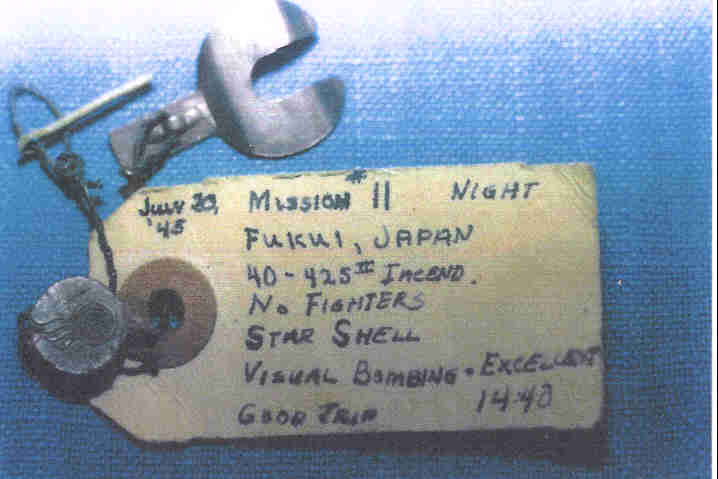 July 20, Mission #11 Night
'45
Fukui, Japan
40-425# Incend.
No Fighters
Star Shell
Visual Bombing - Excellent
Good Trip 14:40